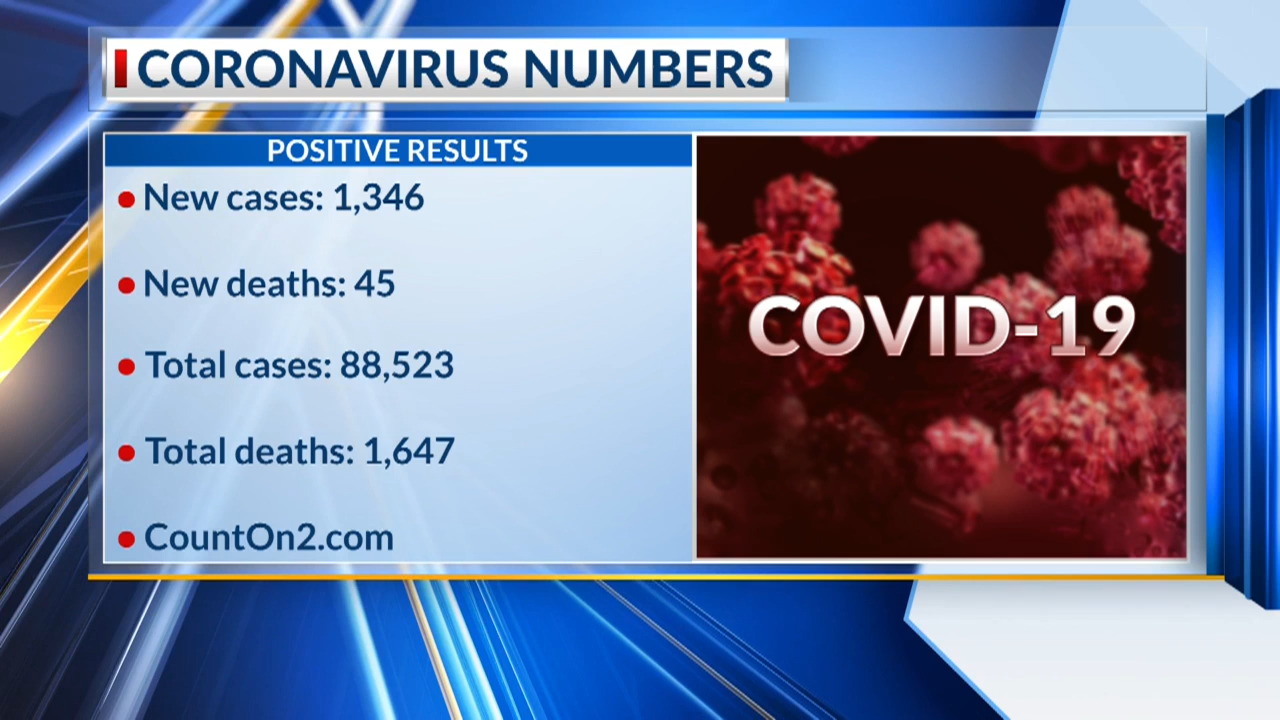 CORONAVIRUS NUMBERS
POSITIVE RESULTS
New cases: 1,346
New deaths: 45
Total cases: 88,523
Total deaths: 1,647
CountOn2.com
COVID-19